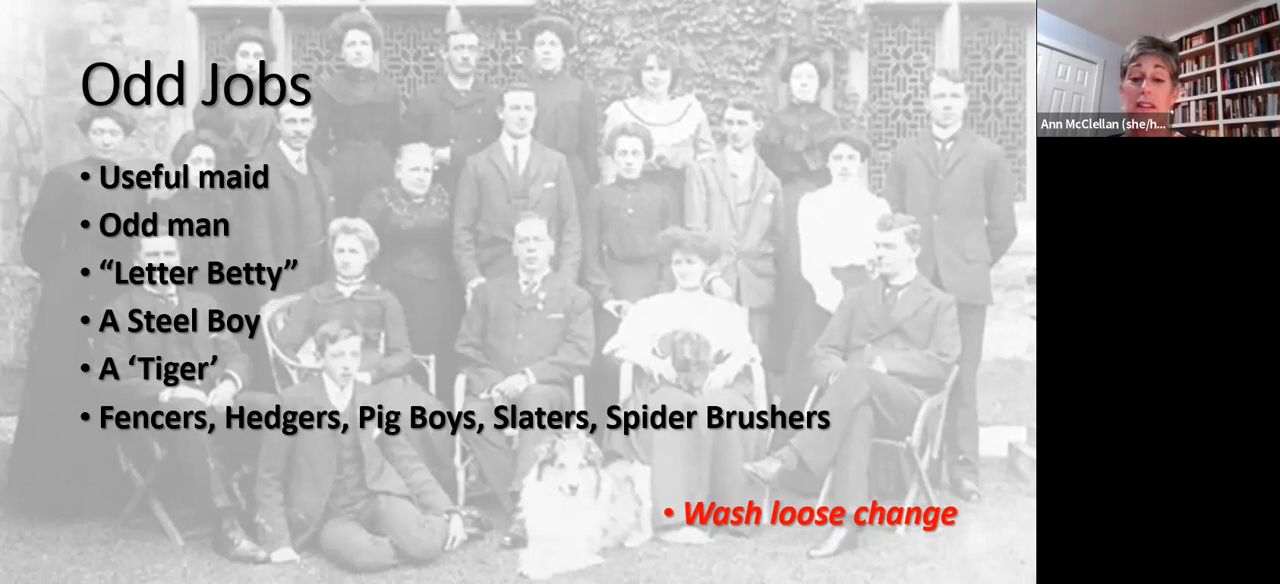 Odd Jobs
• Useful maid
• Odd man
• “Letter Betty”
• A Steel Boy
• A ‘Tiger’
• Fencers, Hedgers, Pig Boys, Slaters, Spider Brushers
• Wash loose change
Ann McClellan (she/h...